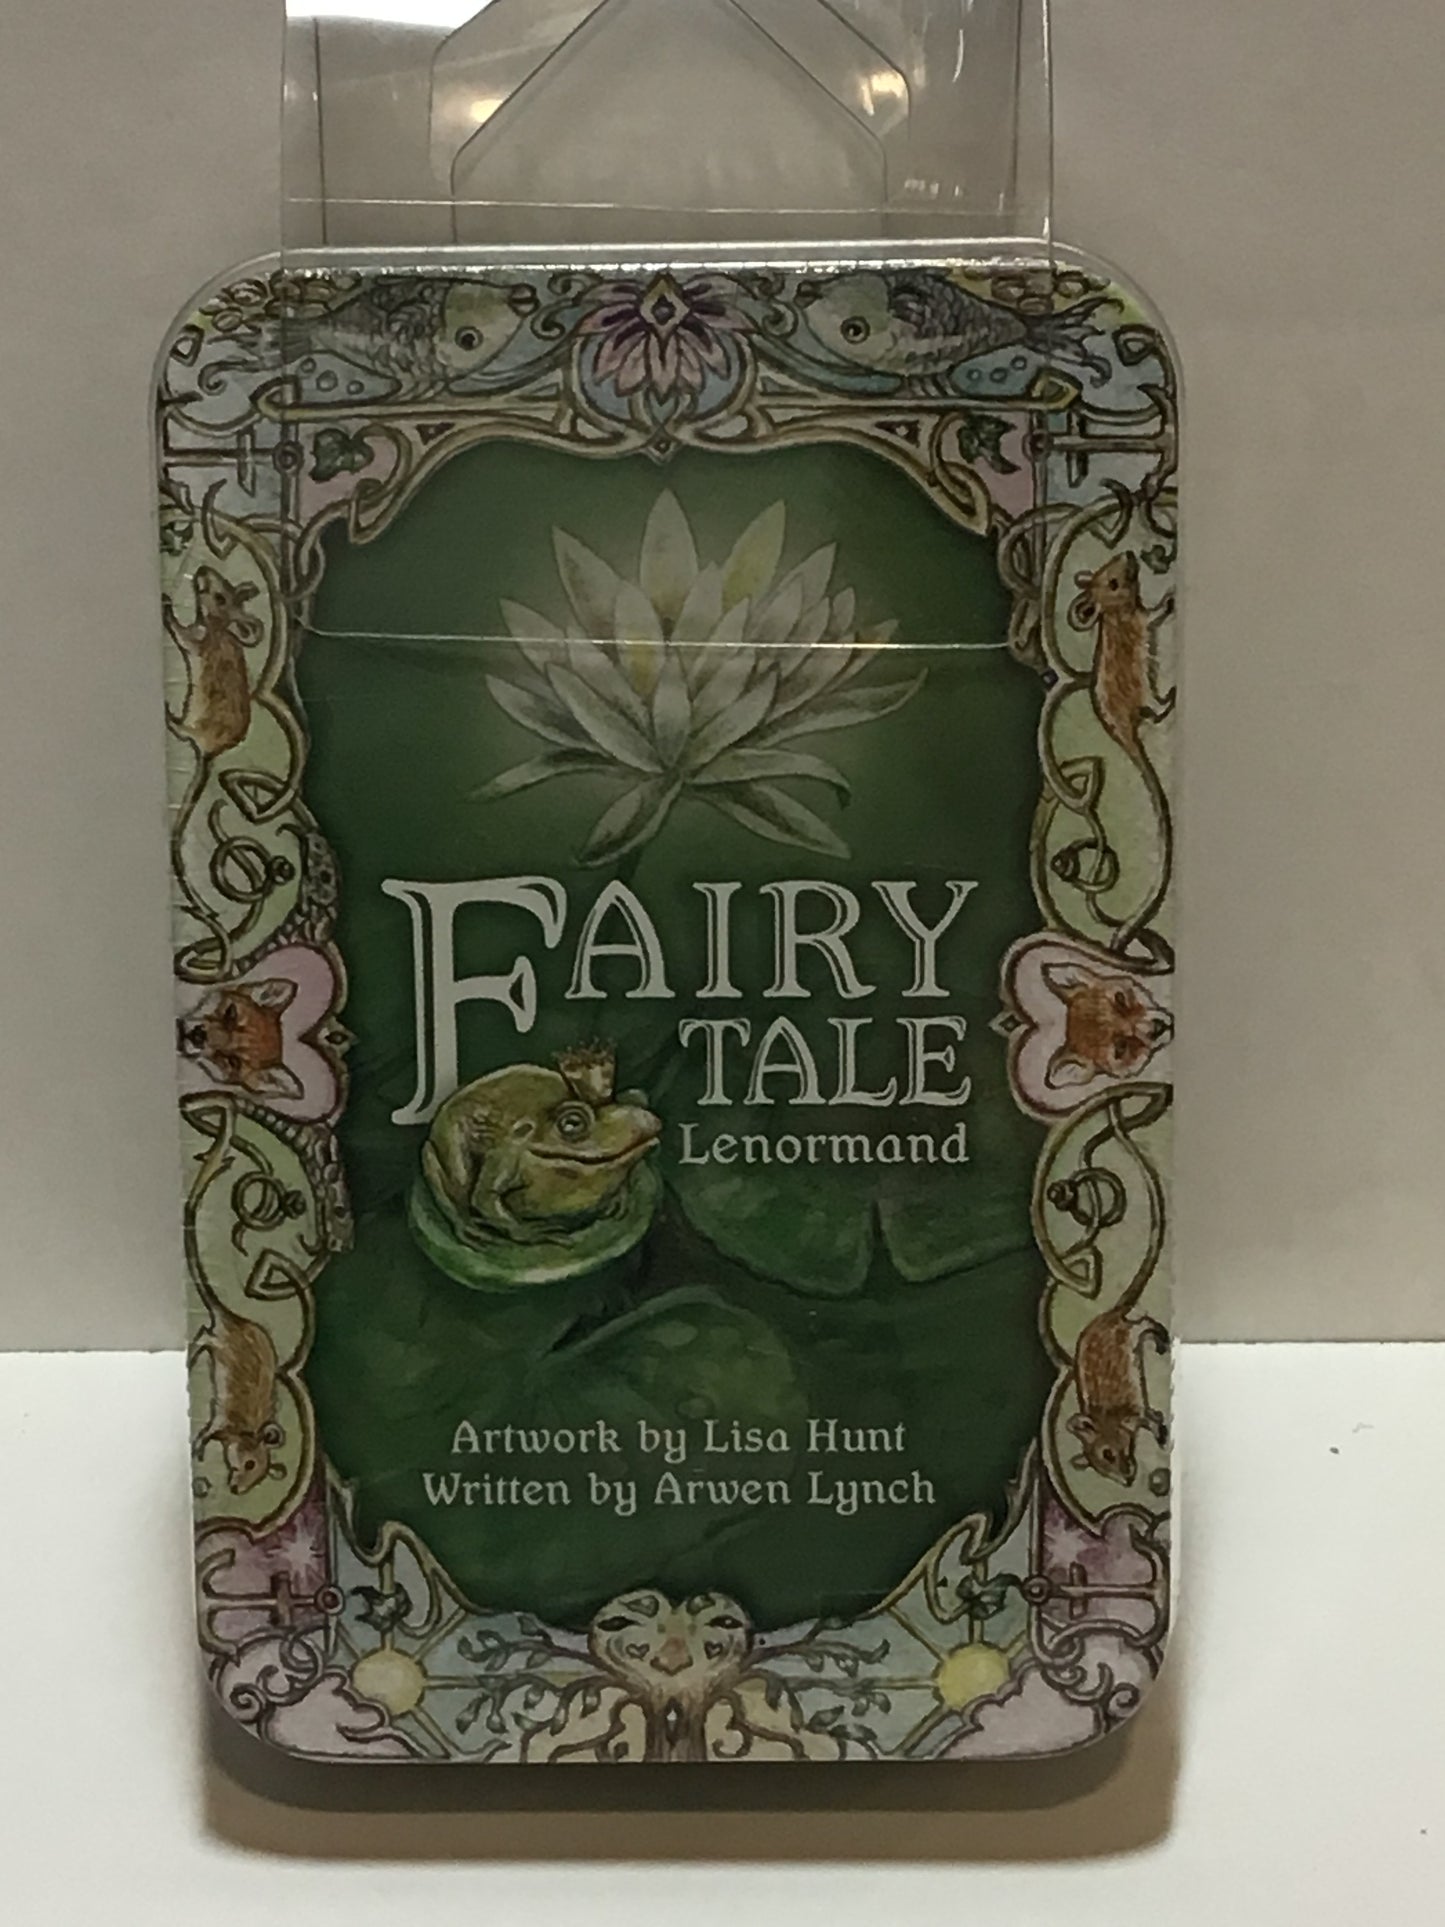 FAIRY
TALE
Lenormand
Artwork by Lisa Hunt
Written by Arwen Lynch